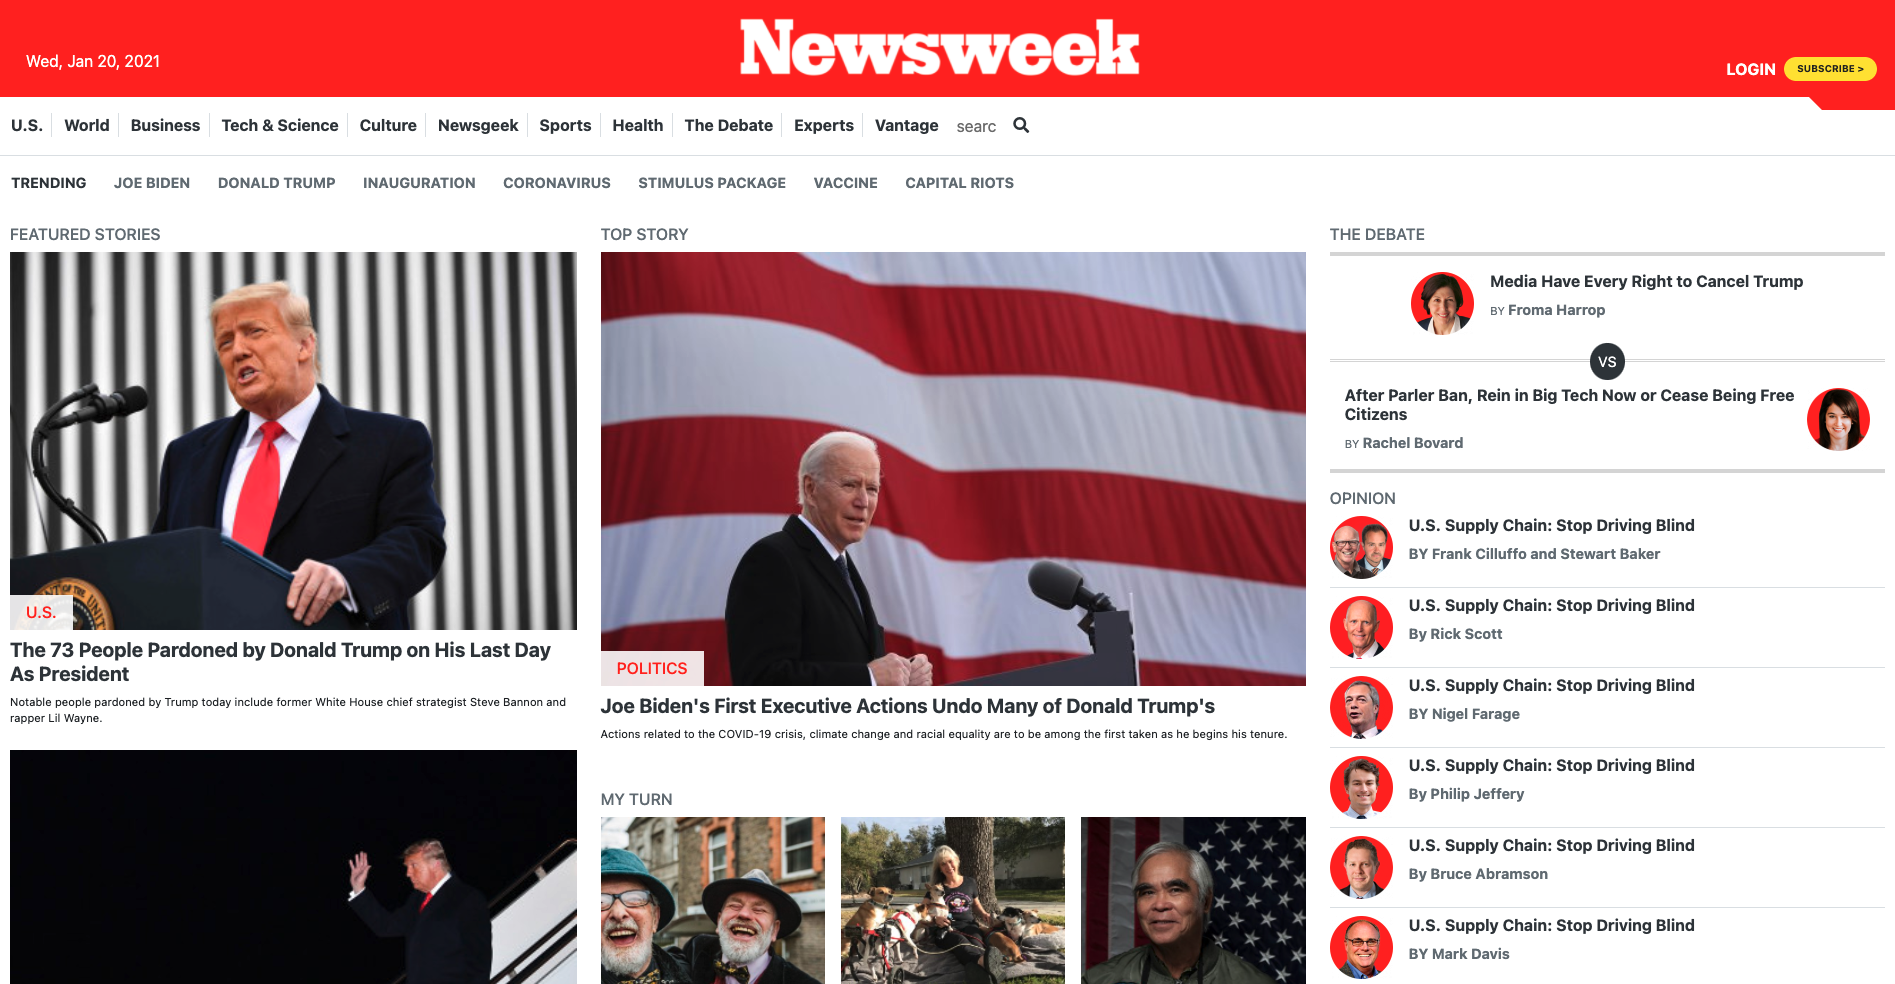 Newsweek
Wed, Jan 20, 2021
LOGIN
SUBSCRIBE >
U.S.
World
Business
Tech & Science
Culture
Newsgeek
Sports
Health
The Debate
Experts
Vantage
searc
TRENDING
JOE BIDEN
DONALD TRUMP
INAUGURATION
CORONAVIRUS
STIMULUS PACKAGE
VACCINE
CAPITAL RIOTS
FEATURED STORIES
U.S.
The 73 People Pardoned by Donald Trump on His Last Day
As President
Notable people pardoned by Trump today include former White House chief strategist Steve Bannon and
rapper Lil Wayne.
TOP STORY
POLITICS
Joe Biden's First Executive Actions Undo Many of Donald Trump's
Actions related to the COVID-19 crisis, climate change and racial equality are to be among the first taken as he begins his tenure.
MY TURN
THE DEBATE
Media Have Every Right to Cancel Trump
BY Froma Harrop
VS
After Parler Ban, Rein in Big Tech Now or Cease Being Free
Citizens
BY Rachel Bovard
OPINION
U.S. Supply Chain: Stop Driving Blind
BY Frank Cilluffo and Stewart Baker
U.S. Supply Chain: Stop Driving Blind
By Rick Scott
U.S. Supply Chain: Stop Driving Blind
BY Nigel Farage
U.S. Supply Chain: Stop Driving Blind
By Philip Jeffery
U.S. Supply Chain: Stop Driving Blind
By Bruce Abramson
U.S. Supply Chain: Stop Driving Blind
BY Mark Davis